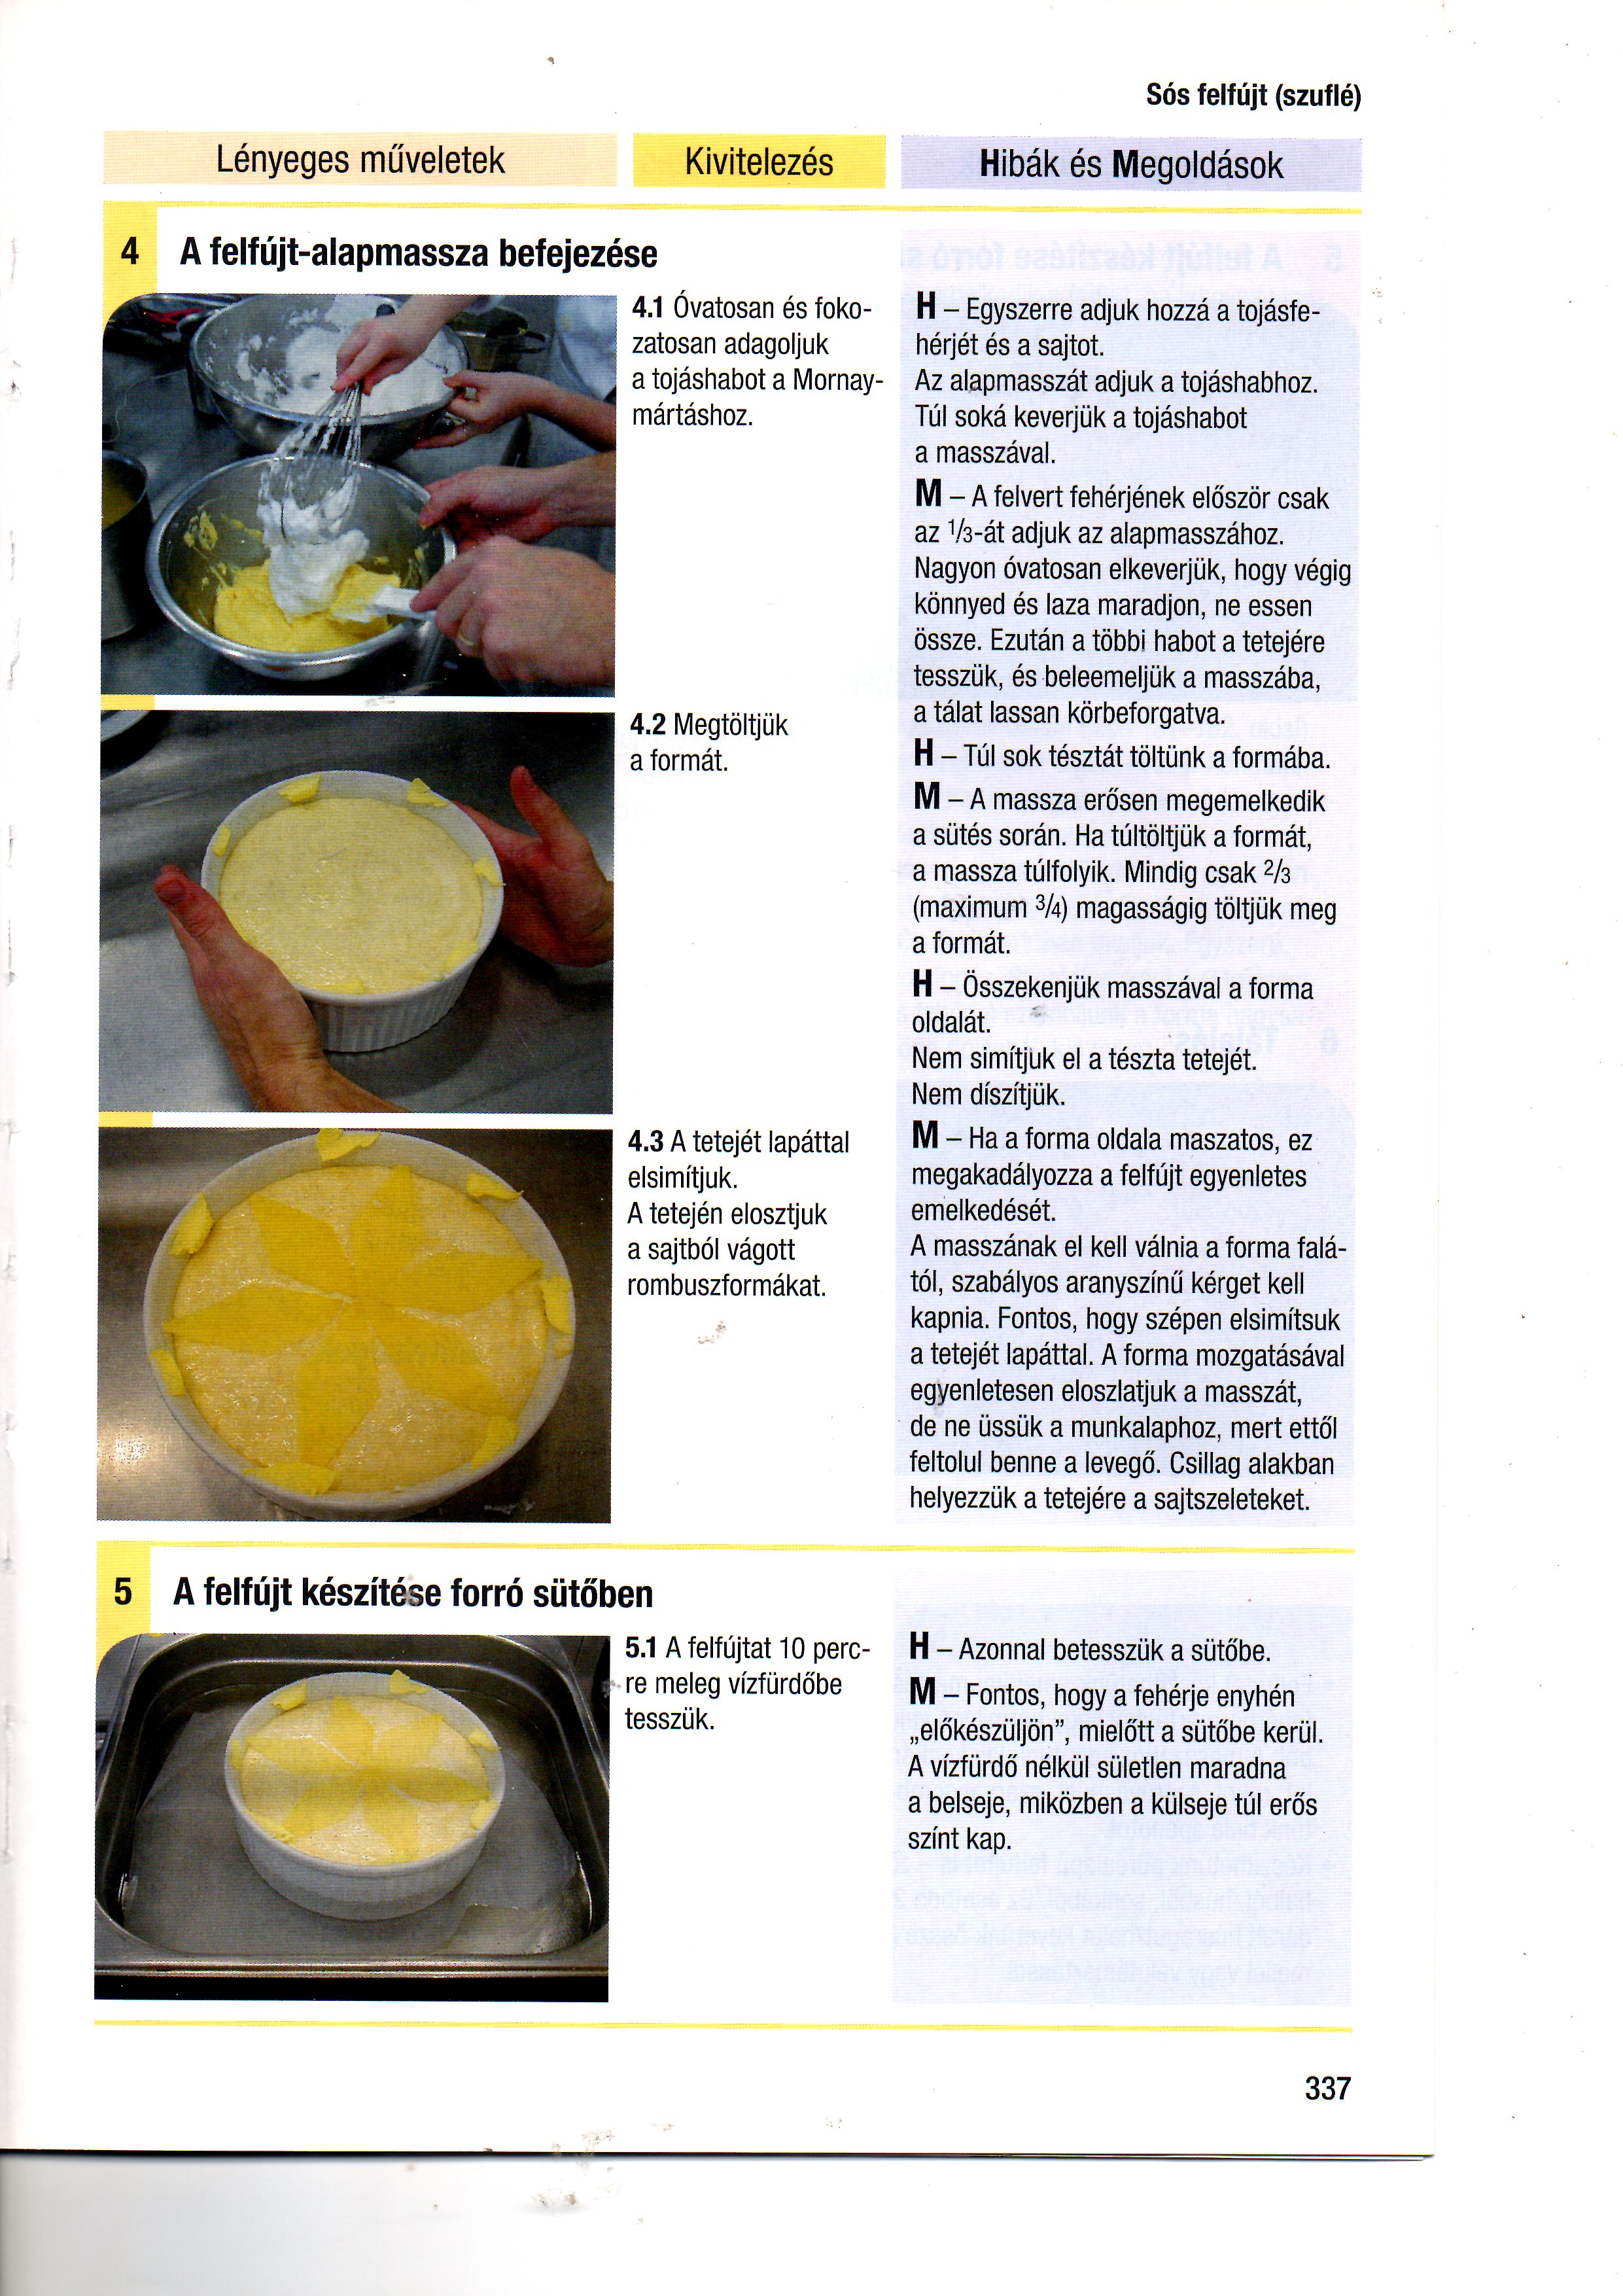 Sós felfújt (szuflé)
Lényeges műveletek
Kivitelezés
Hibák és Megoldások
4 A felfújt-alapmassza befejezése
4.1 Óvatosan és foko-
zatosan adagoljuk
a tojáshabot a Mornay-
mártáshoz.
H – Egyszerre adjuk hozzá a tojásfe-
hérjét és a sajtot.
Az alapmasszát adjuk a tojáshabhoz.
Túl soká keverjük a tojáshabot
a masszával.
M – A felvert fehérjének először csak
az 1/3-át adjuk az alapmasszához.
Nagyon óvatosan elkeverjük, hogy végig
könnyed és laza maradjon, ne essen
össze. Ezután a többi habot a tetejére
tesszük, és beleemeljük a masszába,
a tálat lassan körbeforgatva.
4.2 Megtöltjük
a formát.
H – Túl sok tésztát töltünk a formába.
M – A massza erősen megemelkedik
a sütés során. Ha túltöltjük a formát,
a massza túlfolyik. Mindig csak 2/3
(maximum 3/4) magasságig töltjük meg
a formát.
H – Összekenjük masszával a forma
oldalát.
Nem simítjuk el a tészta tetejét.
Nem díszítjük.
4.3 A tetejét lapáttal
elsimítjuk.
A tetején elosztjuk
a sajtból vágott
rombuszformákat.
M – Ha a forma oldala maszatos, ez
megakadályozza a felfújt egyenletes
emelkedését.
A masszának el kell válnia a forma falá-
tól, szabályos aranyszínű kérget kell
kapnia. Fontos, hogy szépen elsimítsuk
a tetejét lapáttal. A forma mozgatásával
egyenletesen eloszlatjuk a masszát,
de ne üssük a munkalaphoz, mert ettől
feltolul benne a levegő. Csillag alakban
helyezzük a tetejére a sajtszeleteket.
5 A felfújt készítése forró sütőben
5.1 A felfújtat 10 perc-
re meleg vízfürdőbe
tesszük.
H – Azonnal betesszük a sütőbe.
M – Fontos, hogy a fehérje enyhén
„előkészüljön”, mielőtt a sütőbe kerül.
A vízfürdő nélkül sületlen maradna
a belseje, miközben a külseje túl erős
színt kap.
337